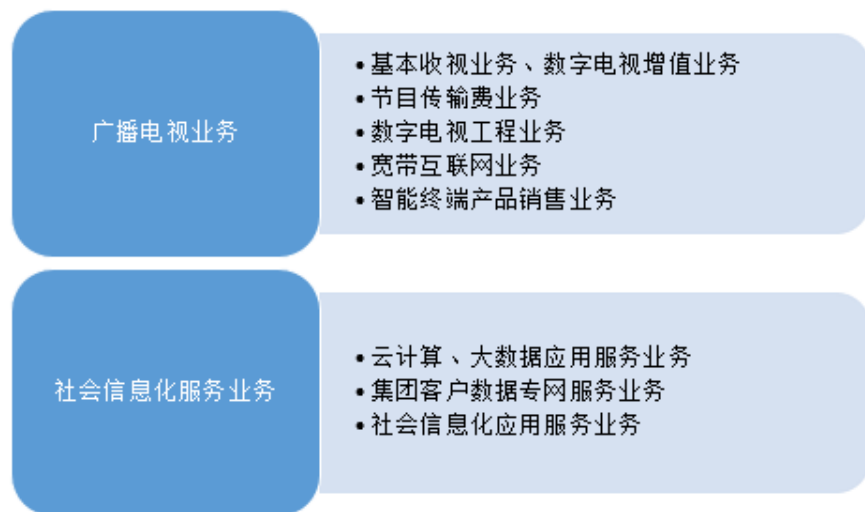 广播电视业务
• 基本收视业务、数字电视增值业务
• 节目传输费业务
• 数字电视工程业务
• 宽带互联网业务
• 智能终端产品销售业务
社会信息化服务业务
• 云计算、大数据应用服务业务
• 集团客户数据专网服务业务
• 社会信息化应用服务业务